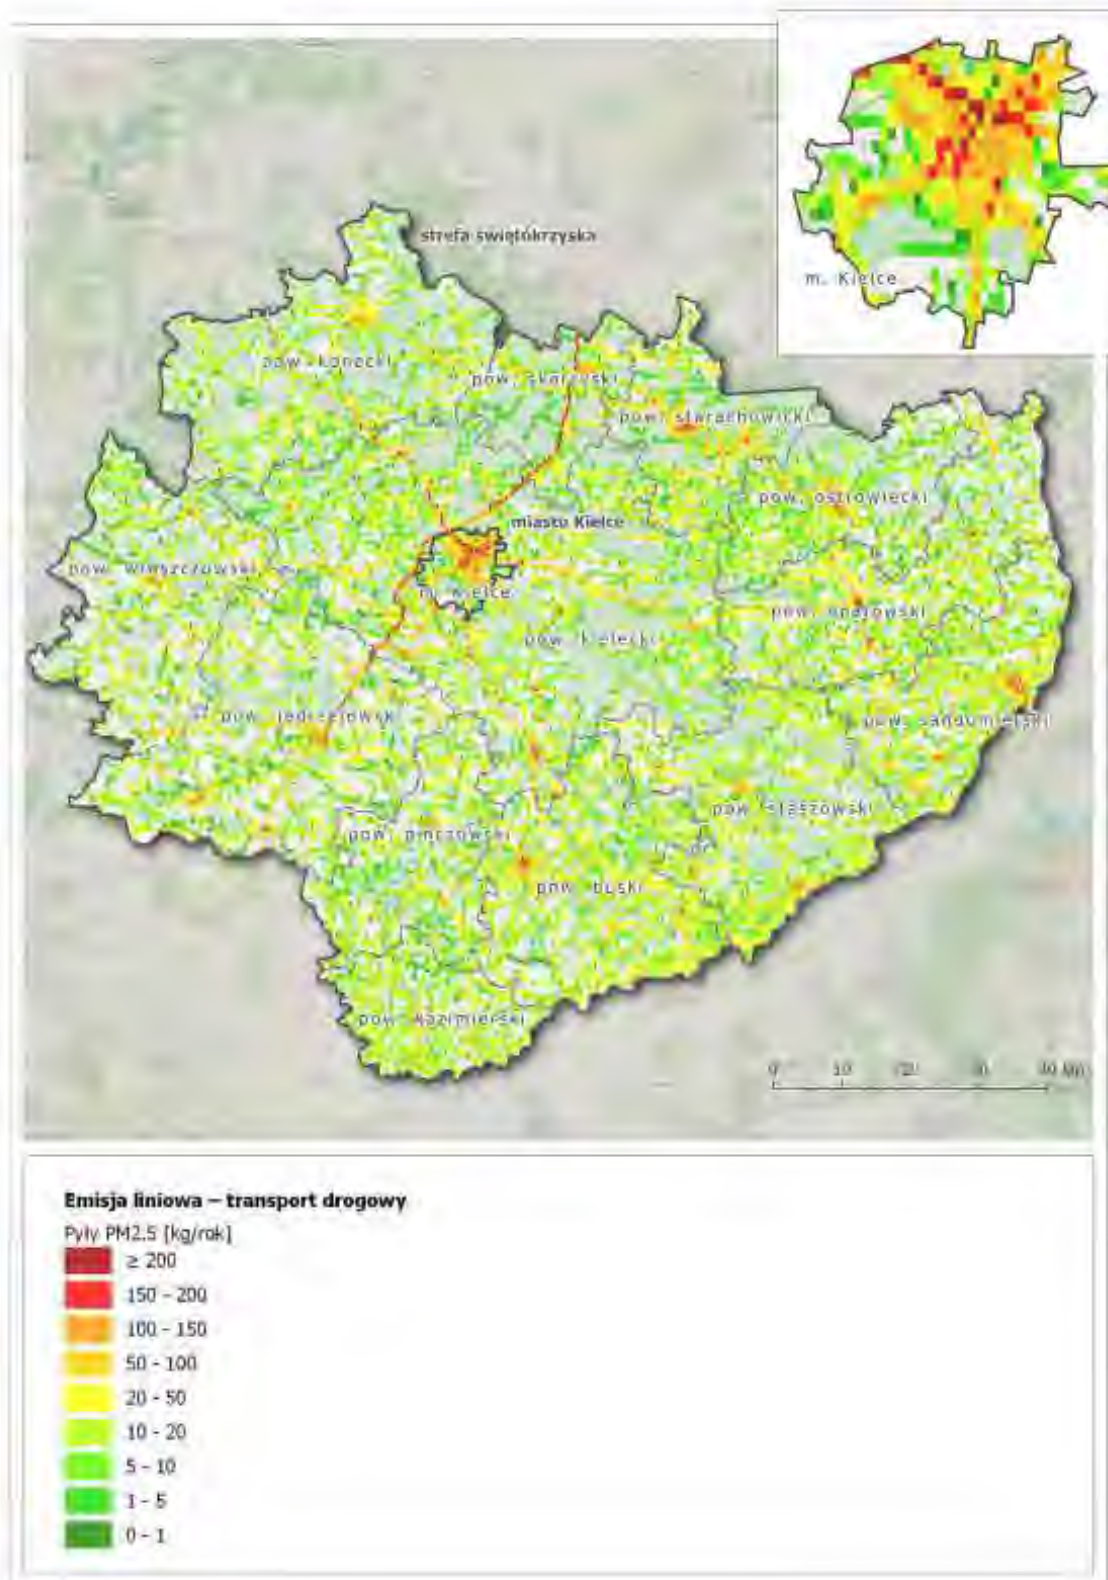 m. Kielce
strefa świętokrzyska
pow. konecki
pow. skarżyski
pow. starachowicki
pow. ostrowiecki
miasto Kielce
pow. włoszczowski
m. Kielce
pow. opatowski
pow. kielecki
pow. jędrzejowski
pow. sandomierski
pow. staszowski
pow. pińczowski
pow. buski
pow. kazimierski
0 10 20 30 40 km
Emisja liniowa – transport drogowy
Pyły PM2.5 [kg/rok]
≥ 200
150 – 200
100 – 150
50 – 100
20 – 50
10 – 20
5 – 10
1 – 5
0 – 1